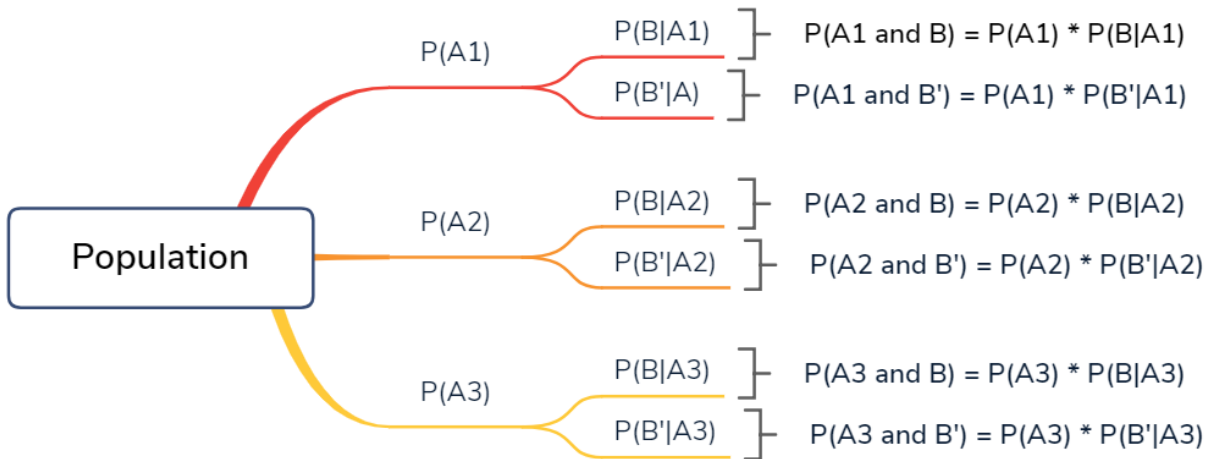 P(A1)
P(B|A1)
P(A1 and B) = P(A1) * P(B|A1)
P(B'|A)
P(A1 and B') = P(A1) * P(B'|A1)
Population
P(A2)
P(B|A2)
P(A2 and B) = P(A2) * P(B|A2)
P(B'|A2)
P(A2 and B') = P(A2) * P(B'|A2)
P(A3)
P(B|A3)
P(A3 and B) = P(A3) * P(B|A3)
P(B'|A3)
P(A3 and B') = P(A3) * P(B'|A3)